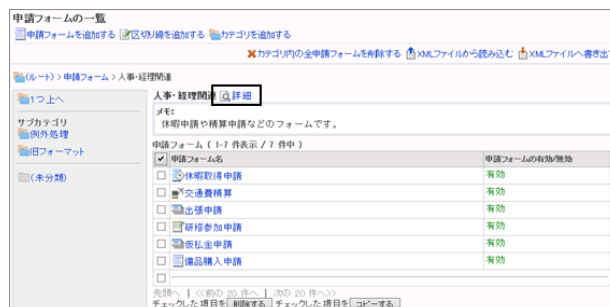 申請フォームの一覧
申請フォームを追加する 区切り線を追加する カテゴリを追加する
カテゴリ内の全申請フォームを削除する XMLファイルから読み込む XMLファイルへ書き出
(ルート) > 申請フォーム > 人事・経理関連
1つ上へ
サブカテゴリ
例外処理
旧フォーマット
(未分類)
人事・経理関連 詳細
メモ:
休暇申請や精算申請などのフォームです。
申請フォーム ( 1-7 件表示 / 7 件中 )
申請フォーム名 申請フォームの有効/無効
休暇取得申請 有効
交通費精算 有効
出張申請 有効
研修参加申請 有効
仮払金申請 有効
備品購入申請 有効
先頭へ | <<前の 20 件へ | 次の 20 件へ>>
チェックした項目を 削除する チェックした項目を コピーする